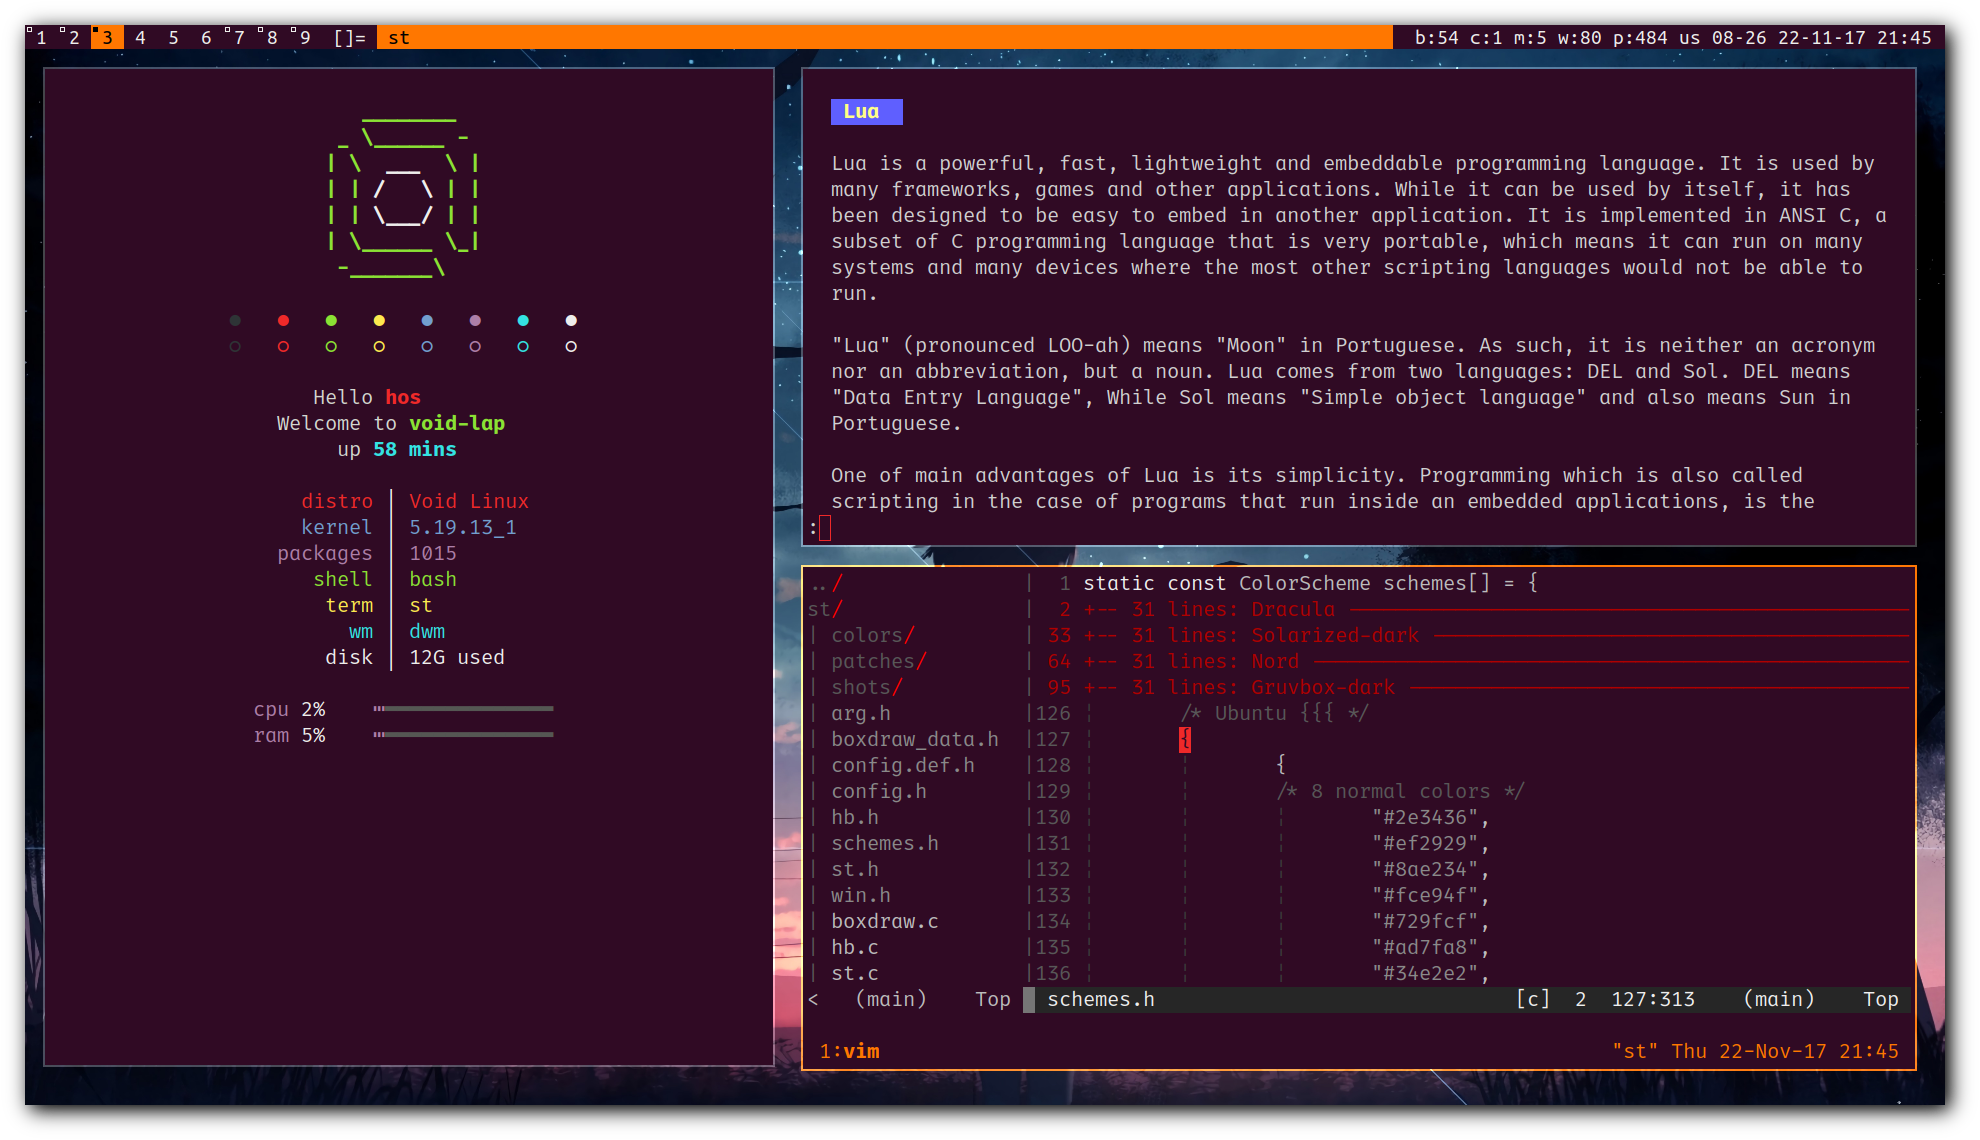 1 2 3 4 5 6 7 8 9 []= st b:54 c:1 m:5 w:80 p:484 us 08-26 22-11-17 21:45
Hello hos
Welcome to void-lap
up 58 mins
distro │ Void Linux
kernel │ 5.19.13_1
packages │ 1015
shell │ bash
term │ st
wm │ dwm
disk │ 12G used
cpu 2%
ram 5%
Lua
Lua is a powerful, fast, lightweight and embeddable programming language. It is used by
many frameworks, games and other applications. While it can be used by itself, it has
been designed to be easy to embed in another application. It is implemented in ANSI C, a
subset of C programming language that is very portable, which means it can run on many
systems and many devices where the most other scripting languages would not be able to
run.
"Lua" (pronounced LOO-ah) means "Moon" in Portuguese. As such, it is neither an acronym
nor an abbreviation, but a noun. Lua comes from two languages: DEL and Sol. DEL means
"Data Entry Language", While Sol means "Simple object language" and also means Sun in
Portuguese.
One of main advantages of Lua is its simplicity. Programming which is also called
scripting in the case of programs that run inside an embedded applications, is the
:
../
st/
| colors/
| patches/
| shots/
| arg.h
| boxdraw_data.h
| config.def.h
| config.h
| hb.h
| schemes.h
| st.h
| win.h
| boxdraw.c
| hb.c
| st.c
< (main) Top
1 static const ColorScheme schemes[] = {
2 +-- 31 lines: Dracula
33 +-- 31 lines: Solarized-dark
64 +-- 31 lines: Nord
95 +-- 31 lines: Gruvbox-dark
126 /* Ubuntu {{{ */
127 {
128 {
129 /* 8 normal colors */
130 "#2e3436",
131 "#ef2929",
132 "#8ae234",
133 "#fce94f",
134 "#729fcf",
135 "#ad7fa8",
136 "#34e2e2",
schemes.h [c] 2 127:313 (main) Top
1:vim "st" Thu 22-Nov-17 21:45